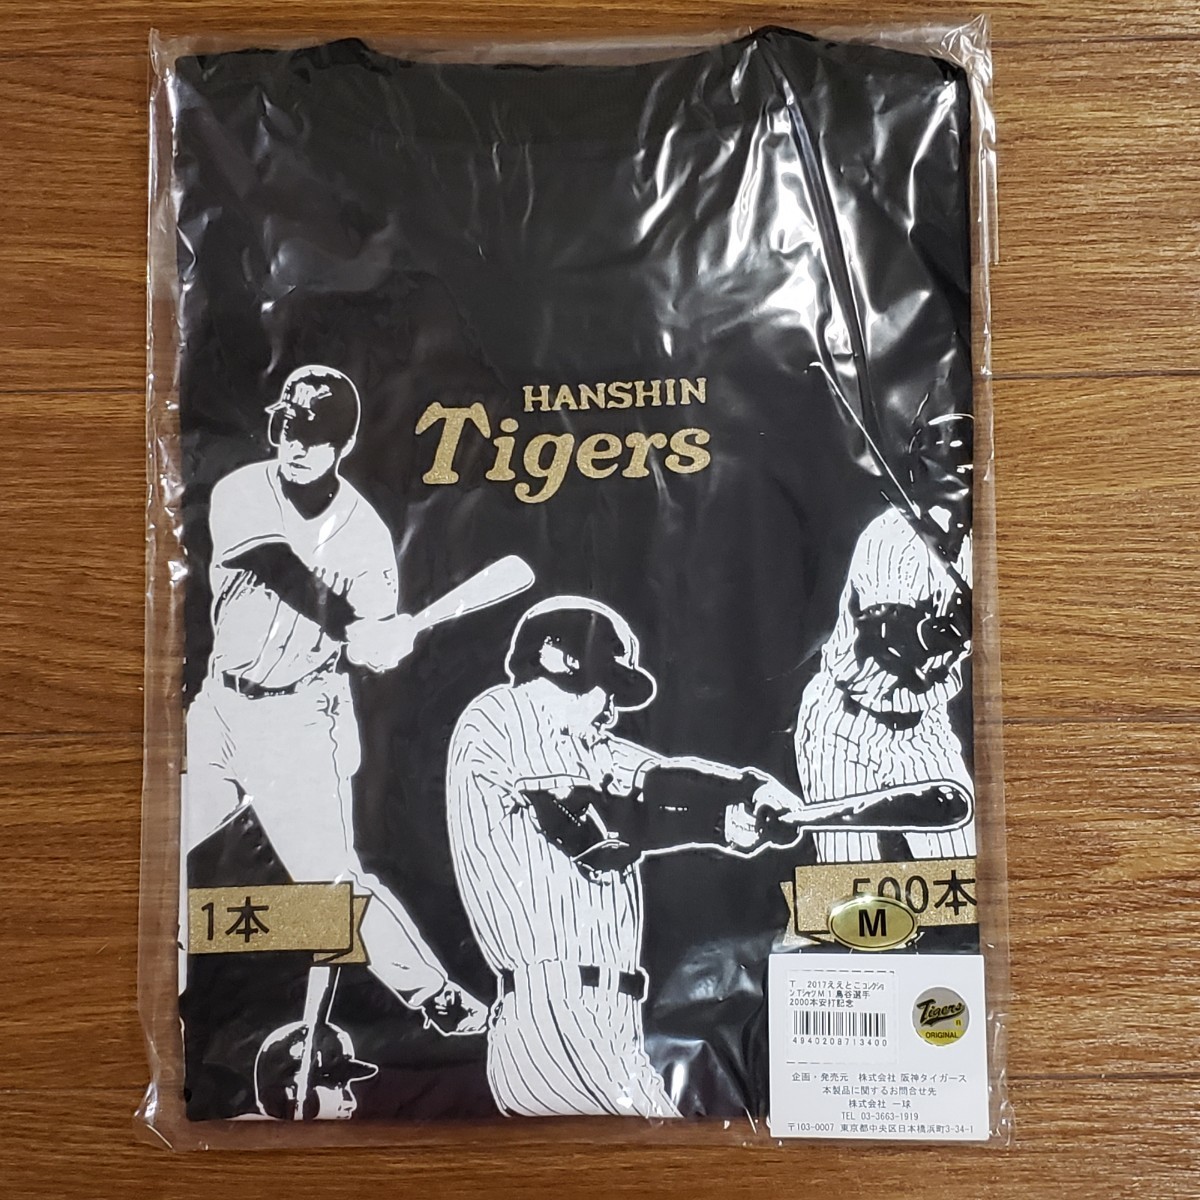 HANSHIN
Tigers
1本
500本
M
T 2017ええとこコレクショ
ンTシャツM 1.鳥谷選手
2000本安打記念
4940208713400
Tigers
ORIGINAL
企画・発売元 株式会社 阪神タイガース
本製品に関するお問合せ先
株式会社 一球
TEL 03-3663-1919
〒103-0007 東京都中央区日本橋浜町3-34-1